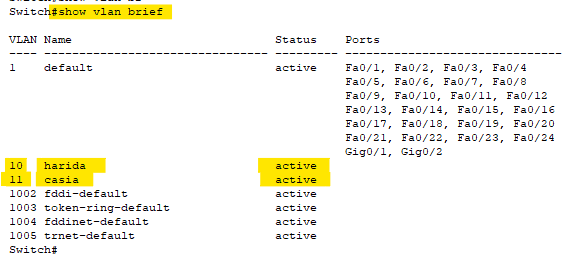 Switch#show vlan brief
VLAN Name Status Ports
---- -------------------------------- --------- -------------------------------
1 default active Fa0/1, Fa0/2, Fa0/3, Fa0/4
Fa0/5, Fa0/6, Fa0/7, Fa0/8
Fa0/9, Fa0/10, Fa0/11, Fa0/12
Fa0/13, Fa0/14, Fa0/15, Fa0/16
Fa0/17, Fa0/18, Fa0/19, Fa0/20
Fa0/21, Fa0/22, Fa0/23, Fa0/24
Gig0/1, Gig0/2
10 harida active
11 casia active
1002 fddi-default active
1003 token-ring-default active
1004 fddinet-default active
1005 trnet-default active
Switch#